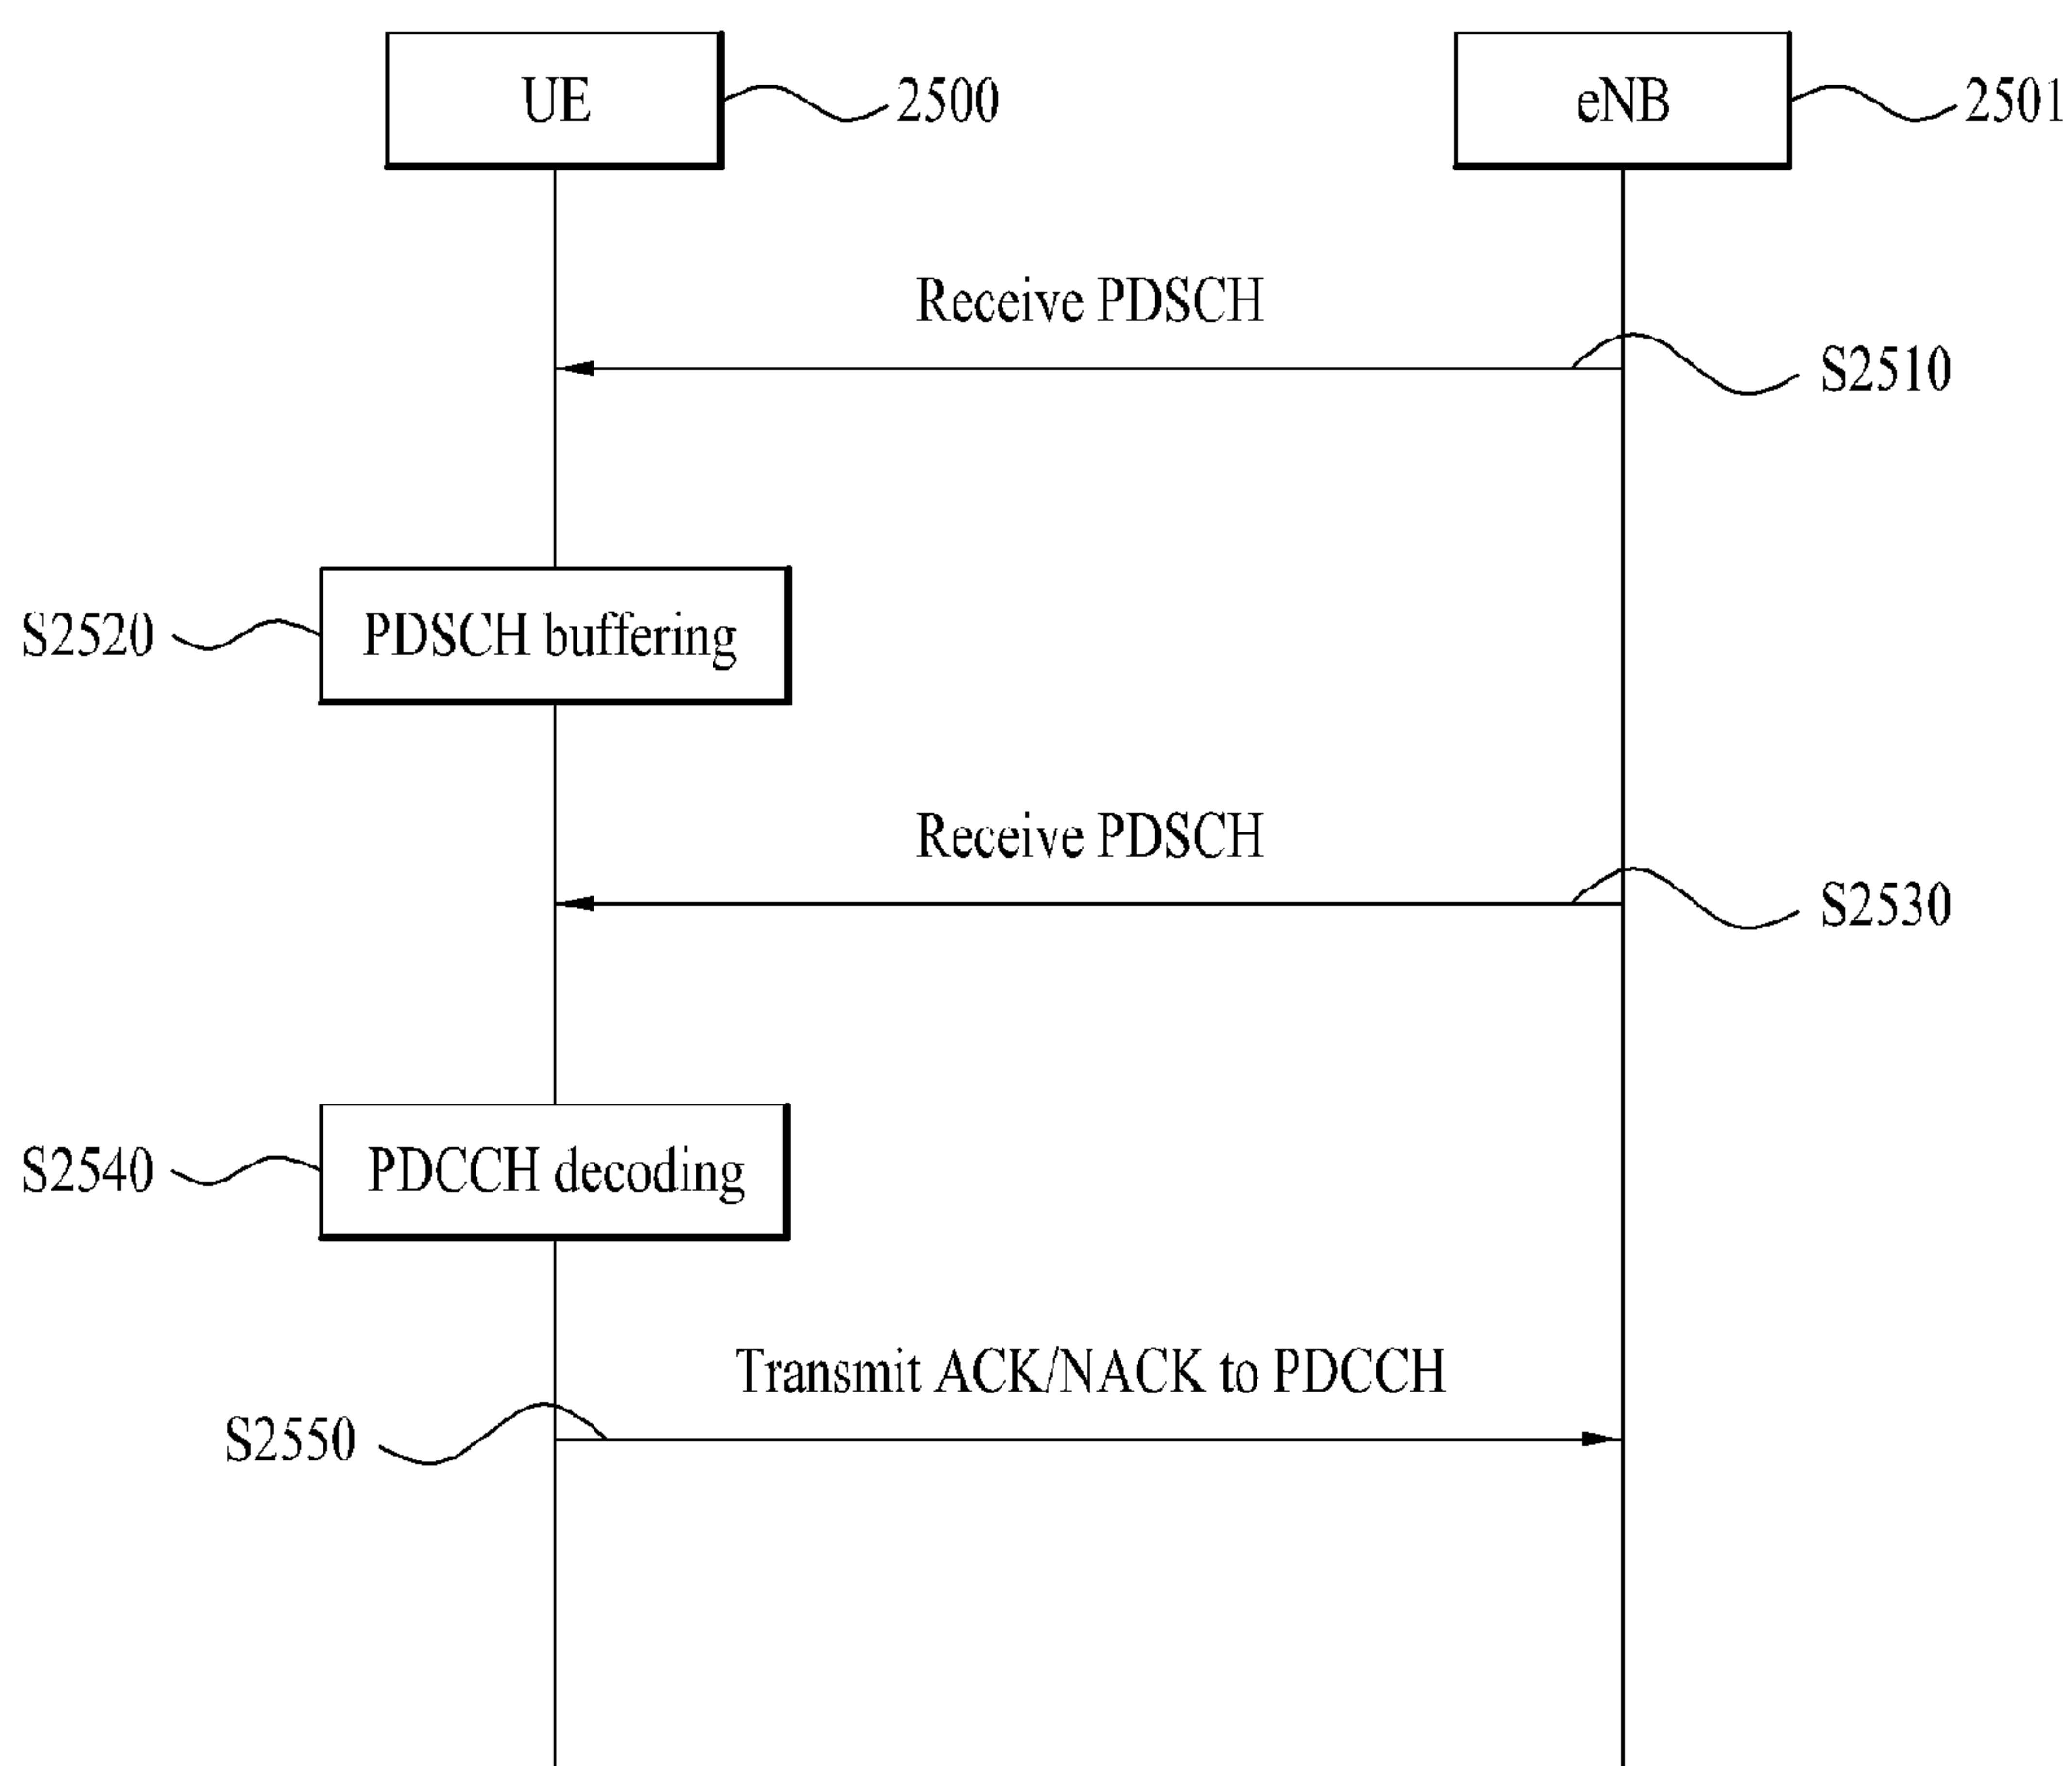 UE
2500
eNB
2501
Receive PDSCH
S2510
S2520
PDSCH buffering
Receive PDSCH
S2530
S2540
PDCCH decoding
Transmit ACK/NACK to PDCCH
S2550